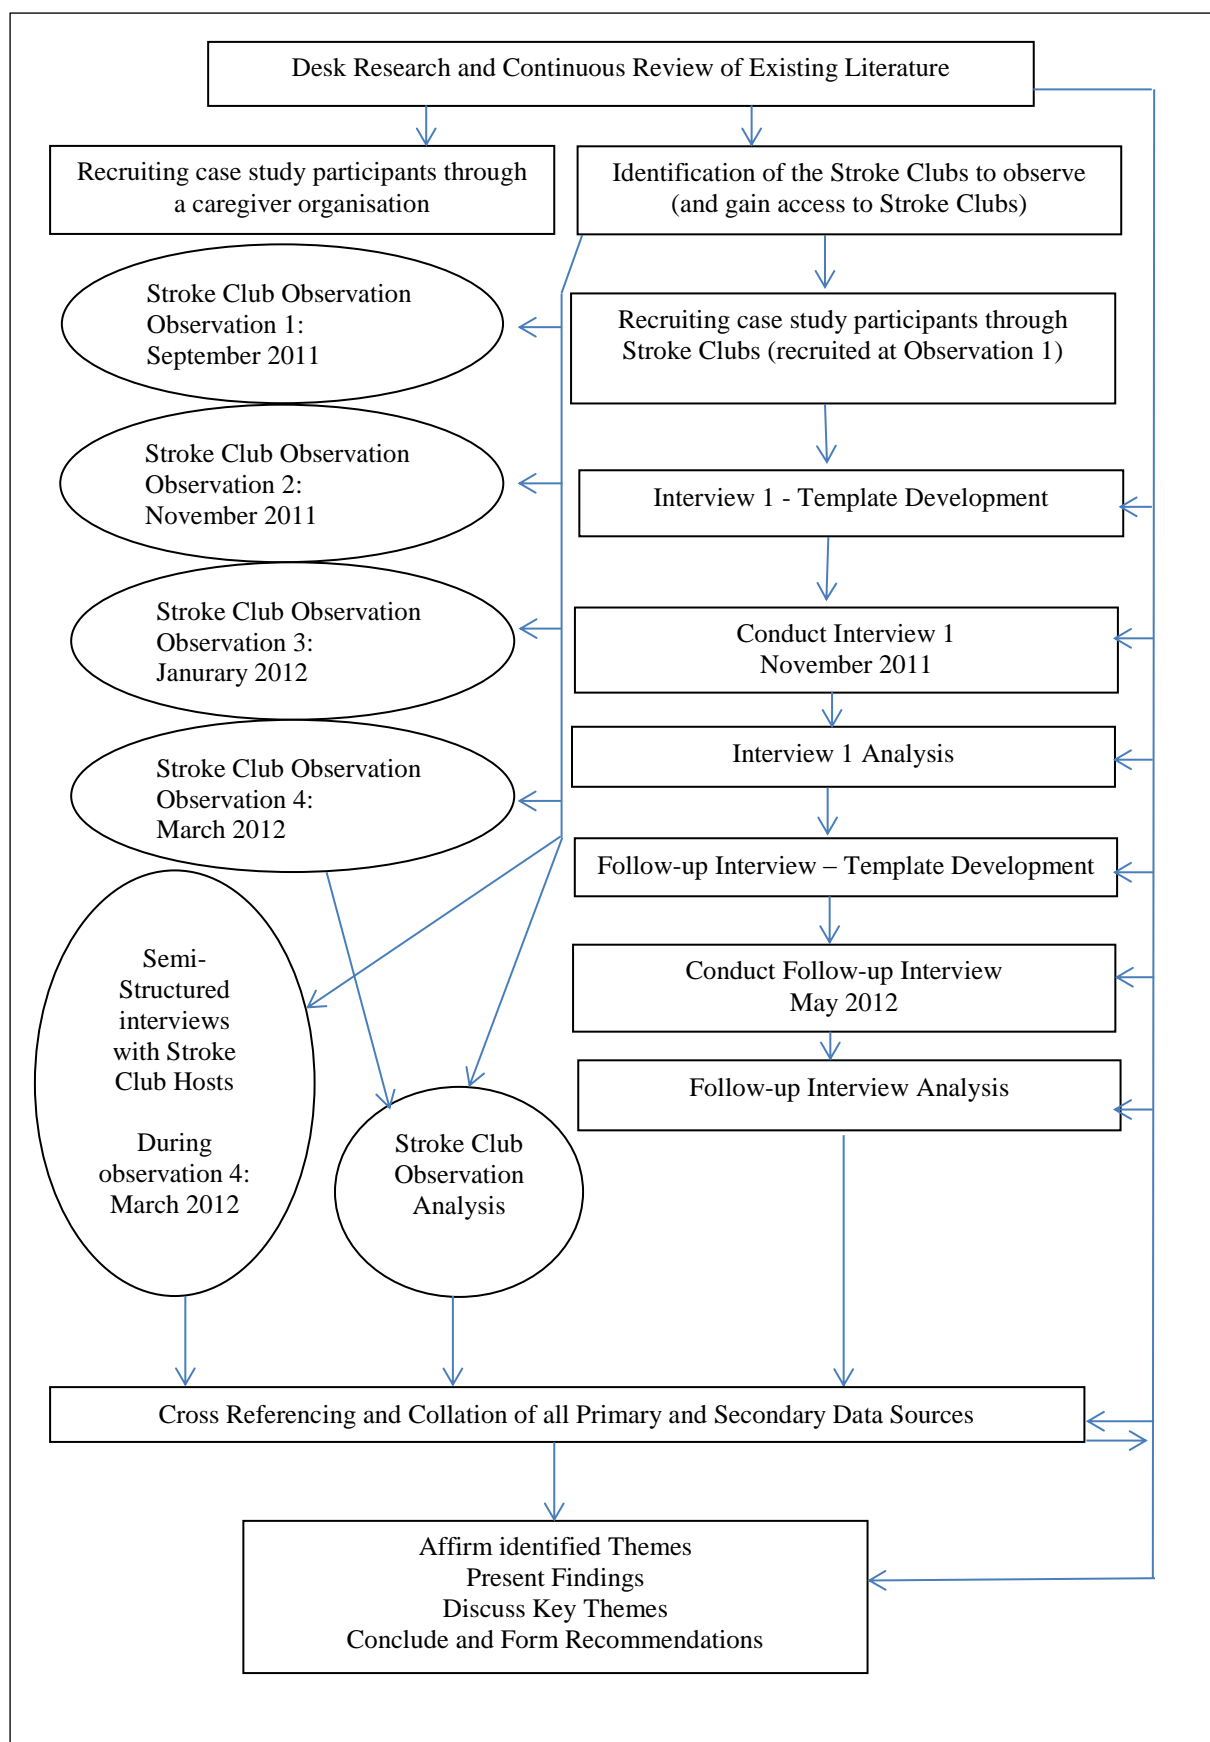 Desk Research and Continuous Review of Existing Literature
Recruiting case study participants through
a caregiver organisation
Identification of the Stroke Clubs to observe
(and gain access to Stroke Clubs)
Stroke Club Observation
Observation 1:
September 2011
Recruiting case study participants through
Stroke Clubs (recruited at Observation 1)
Stroke Club Observation
Observation 2:
November 2011
Interview 1 - Template Development
Stroke Club Observation
Observation 3:
Janurary 2012
Conduct Interview 1
November 2011
Stroke Club Observation
Observation 4:
March 2012
Interview 1 Analysis
Follow-up Interview – Template Development
Semi-
Structured
interviews
with Stroke
Club Hosts
During
observation 4:
March 2012
Conduct Follow-up Interview
May 2012
Follow-up Interview Analysis
Stroke Club
Observation
Analysis
Cross Referencing and Collation of all Primary and Secondary Data Sources
Affirm identified Themes
Present Findings
Discuss Key Themes
Conclude and Form Recommendations